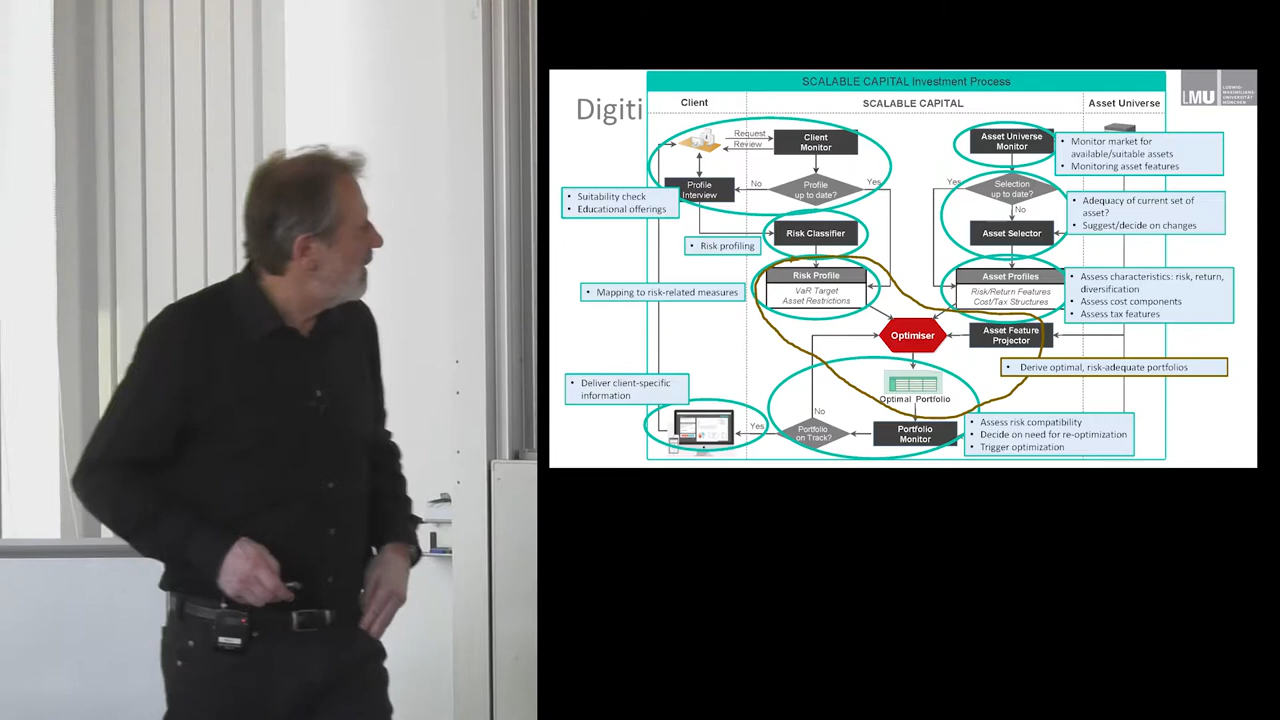 SCALABLE CAPITAL Investment Process
Digiti
LMU
LUDWIG-
MAXIMILIANS-
UNIVERSITÄT
MÜNCHEN
Client
SCALABLE CAPITAL
Asset Universe
Request
Review
Client
Monitor
Asset Universe
Monitor
• Monitor market for
available/suitable assets
• Monitoring asset features
Profile
Interview
No
Profile
up to date?
Yes
Yes
Selection
up to date?
No
• Suitability check
• Educational offerings
• Adequacy of current set of
asset?
• Suggest/decide on changes
Risk Classifier
Asset Selector
• Risk profiling
Risk Profile
VaR Target
Asset Restrictions
Asset Profiles
Risk/Return Features
Cost/Tax Structures
• Assess characteristics: risk, return,
diversification
• Assess cost components
• Assess tax features
• Mapping to risk-related measures
Optimiser
Asset Feature
Projector
• Derive optimal, risk-adequate portfolios
• Deliver client-specific
information
Optimal Portfolio
No
Yes
Portfolio
on Track?
Portfolio
Monitor
• Assess risk compatibility
• Decide on need for re-optimization
• Trigger optimization